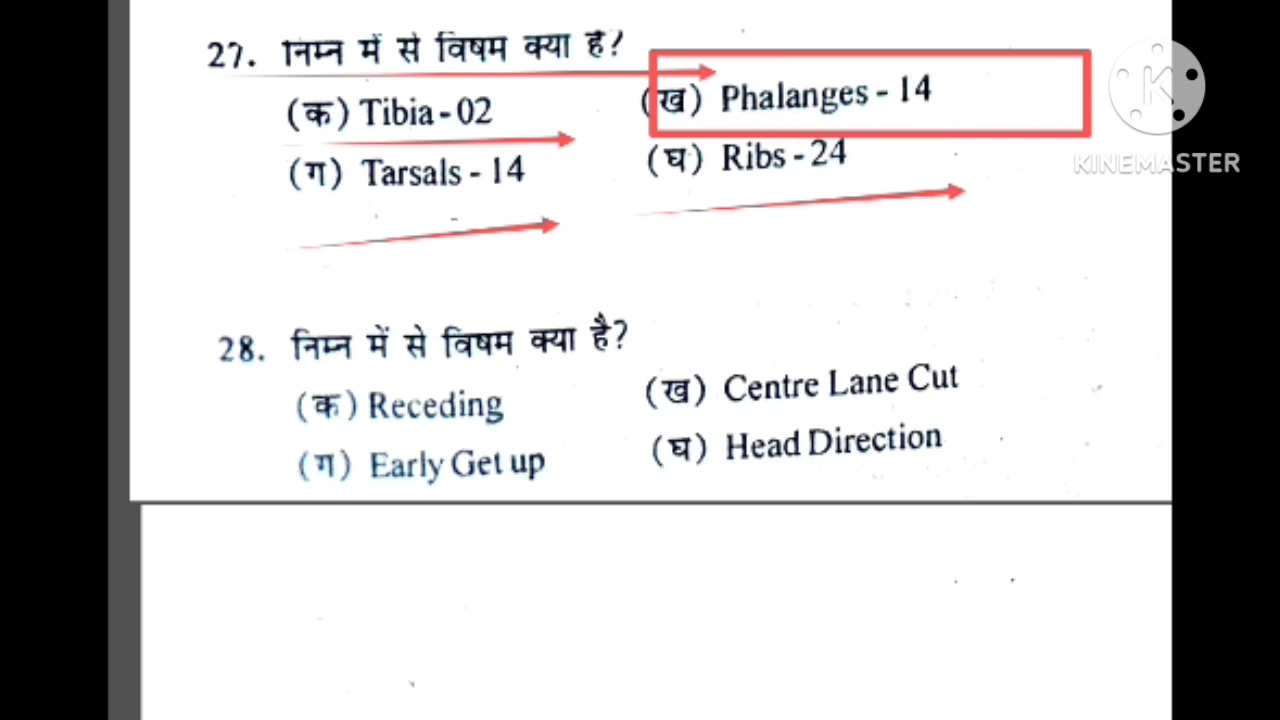 27. निम्न में से विषम क्या है?
(क) Tibia - 02 (ख) Phalanges - 14
(ग) Tarsals - 14 (घ) Ribs - 24
KINEMASTER
28. निम्न में से विषम क्या है?
(क) Receding (ख) Centre Lane Cut
(ग) Early Get up (घ) Head Direction